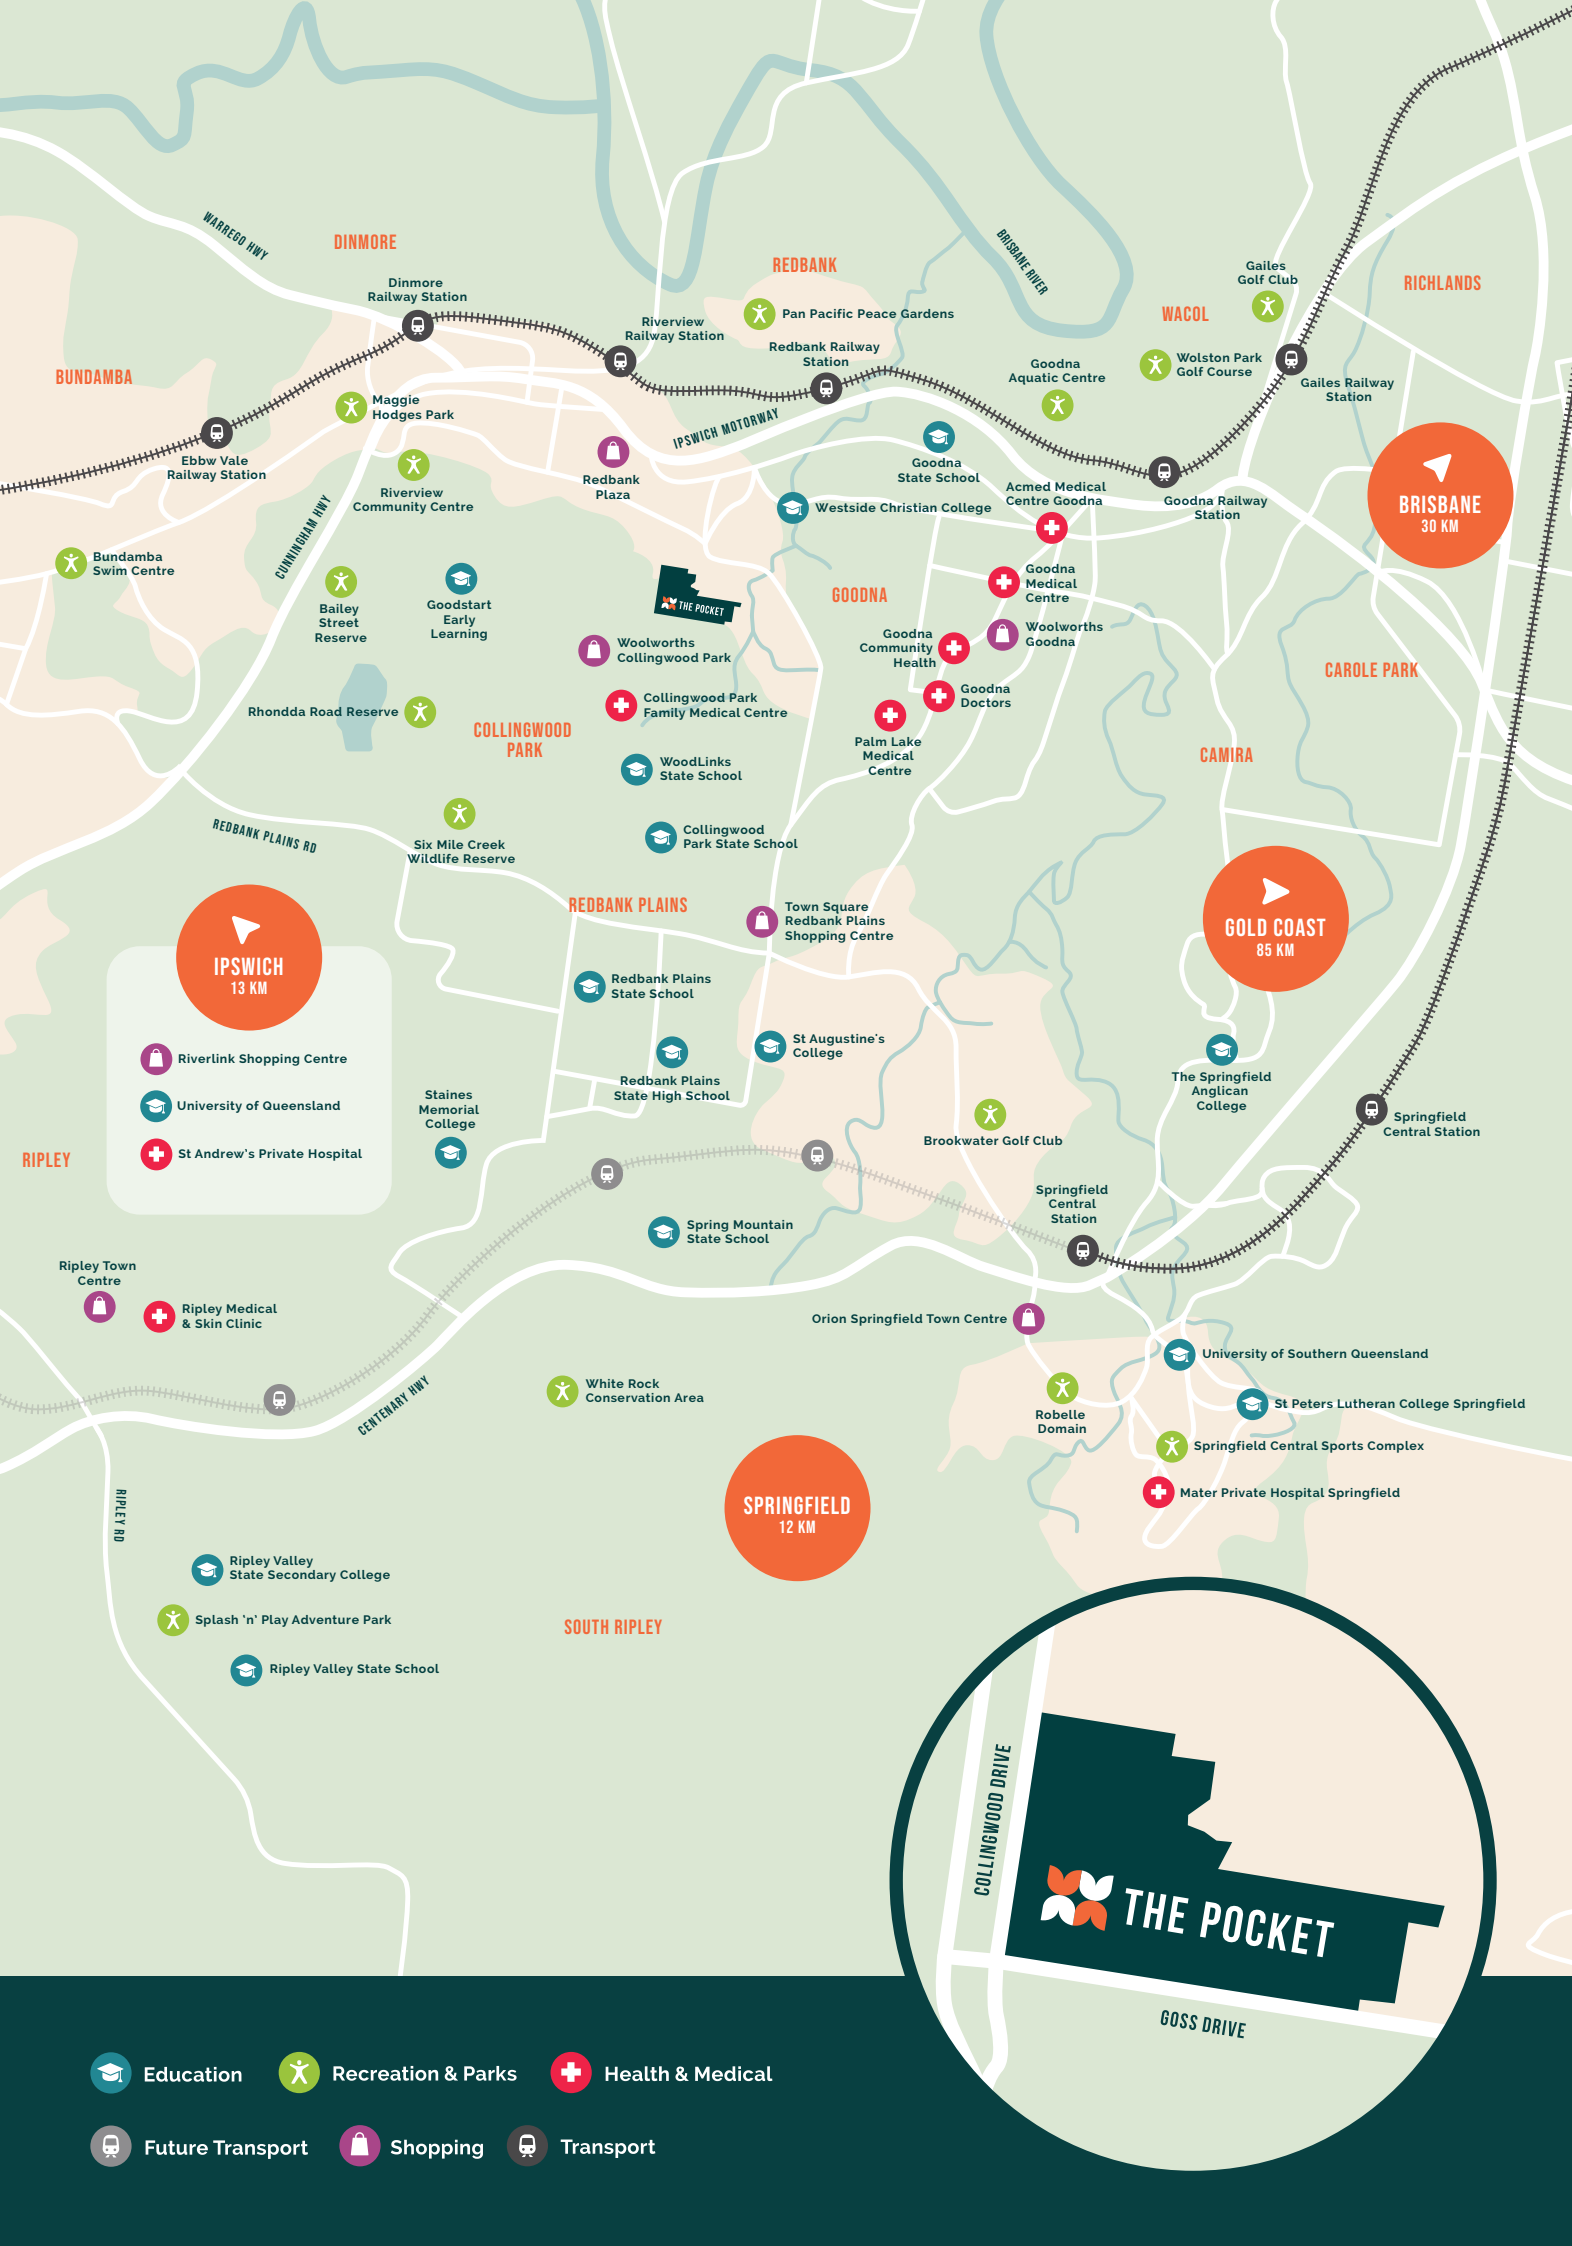 WARREGO HWY
DINMORE
Dinmore
Railway Station
REDBANK
BRISBANE RIVER
Gailes
Golf Club
RICHLANDS
WACOL
Pan Pacific Peace Gardens
Riverview
Railway Station
Redbank Railway
Station
Goodna
Aquatic Centre
Wolston Park
Golf Course
Gailes Railway
Station
BUNDAMBA
Maggie
Hodges Park
IPSWICH MOTORWAY
Ebbw Vale
Railway Station
Riverview
Community Centre
Redbank
Plaza
Goodna
State School
Acmed Medical
Centre Goodna
Westside Christian College
Goodna Railway
Station
BRISBANE
30 KM
CUNNINGHAM HWY
Bundamba
Swim Centre
Bailey
Street
Reserve
Goodstart
Early
Learning
THE POCKET
GOODNA
Goodna
Medical
Centre
Woolworths
Goodna
Goodna
Community
Health
Woolworths
Collingwood Park
CAROLE PARK
Goodna
Doctors
Collingwood Park
Family Medical Centre
Rhondda Road Reserve
COLLINGWOOD
PARK
Palm Lake
Medical
Centre
CAMIRA
WoodLinks
State School
REDBANK PLAINS RD
Six Mile Creek
Wildlife Reserve
Collingwood
Park State School
REDBANK PLAINS
Town Square
Redbank Plains
Shopping Centre
GOLD COAST
85 KM
IPSWICH
13 KM
Riverlink Shopping Centre
University of Queensland
St Andrew's Private Hospital
Redbank Plains
State School
St Augustine's
College
Redbank Plains
State High School
Staines
Memorial
College
The Springfield
Anglican
College
Springfield
Central Station
Brookwater Golf Club
RIPLEY
Springfield
Central
Station
Spring Mountain
State School
Ripley Town
Centre
Ripley Medical
& Skin Clinic
Orion Springfield Town Centre
University of Southern Queensland
CENTENARY HWY
White Rock
Conservation Area
Robelle
Domain
St Peters Lutheran College Springfield
Springfield Central Sports Complex
Mater Private Hospital Springfield
SPRINGFIELD
12 KM
RIPLEY RD
Ripley Valley
State Secondary College
Splash 'n' Play Adventure Park
SOUTH RIPLEY
Ripley Valley State School
COLLINGWOOD DRIVE
THE POCKET
GOSS DRIVE
Education
Recreation & Parks
Health & Medical
Future Transport
Shopping
Transport